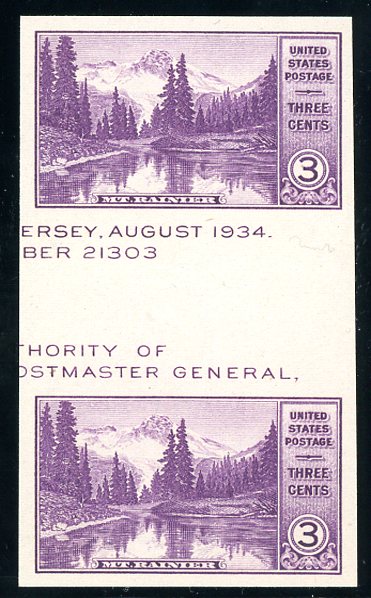 UNITED
STATES
POSTAGE
THREE
CENTS
3
MT. RAINIER
ERSEY, AUGUST 1934.
BER 21303
THORITY OF
OSTMASTER GENERAL,
UNITED
STATES
POSTAGE
THREE
CENTS
3
MT. RAINIER